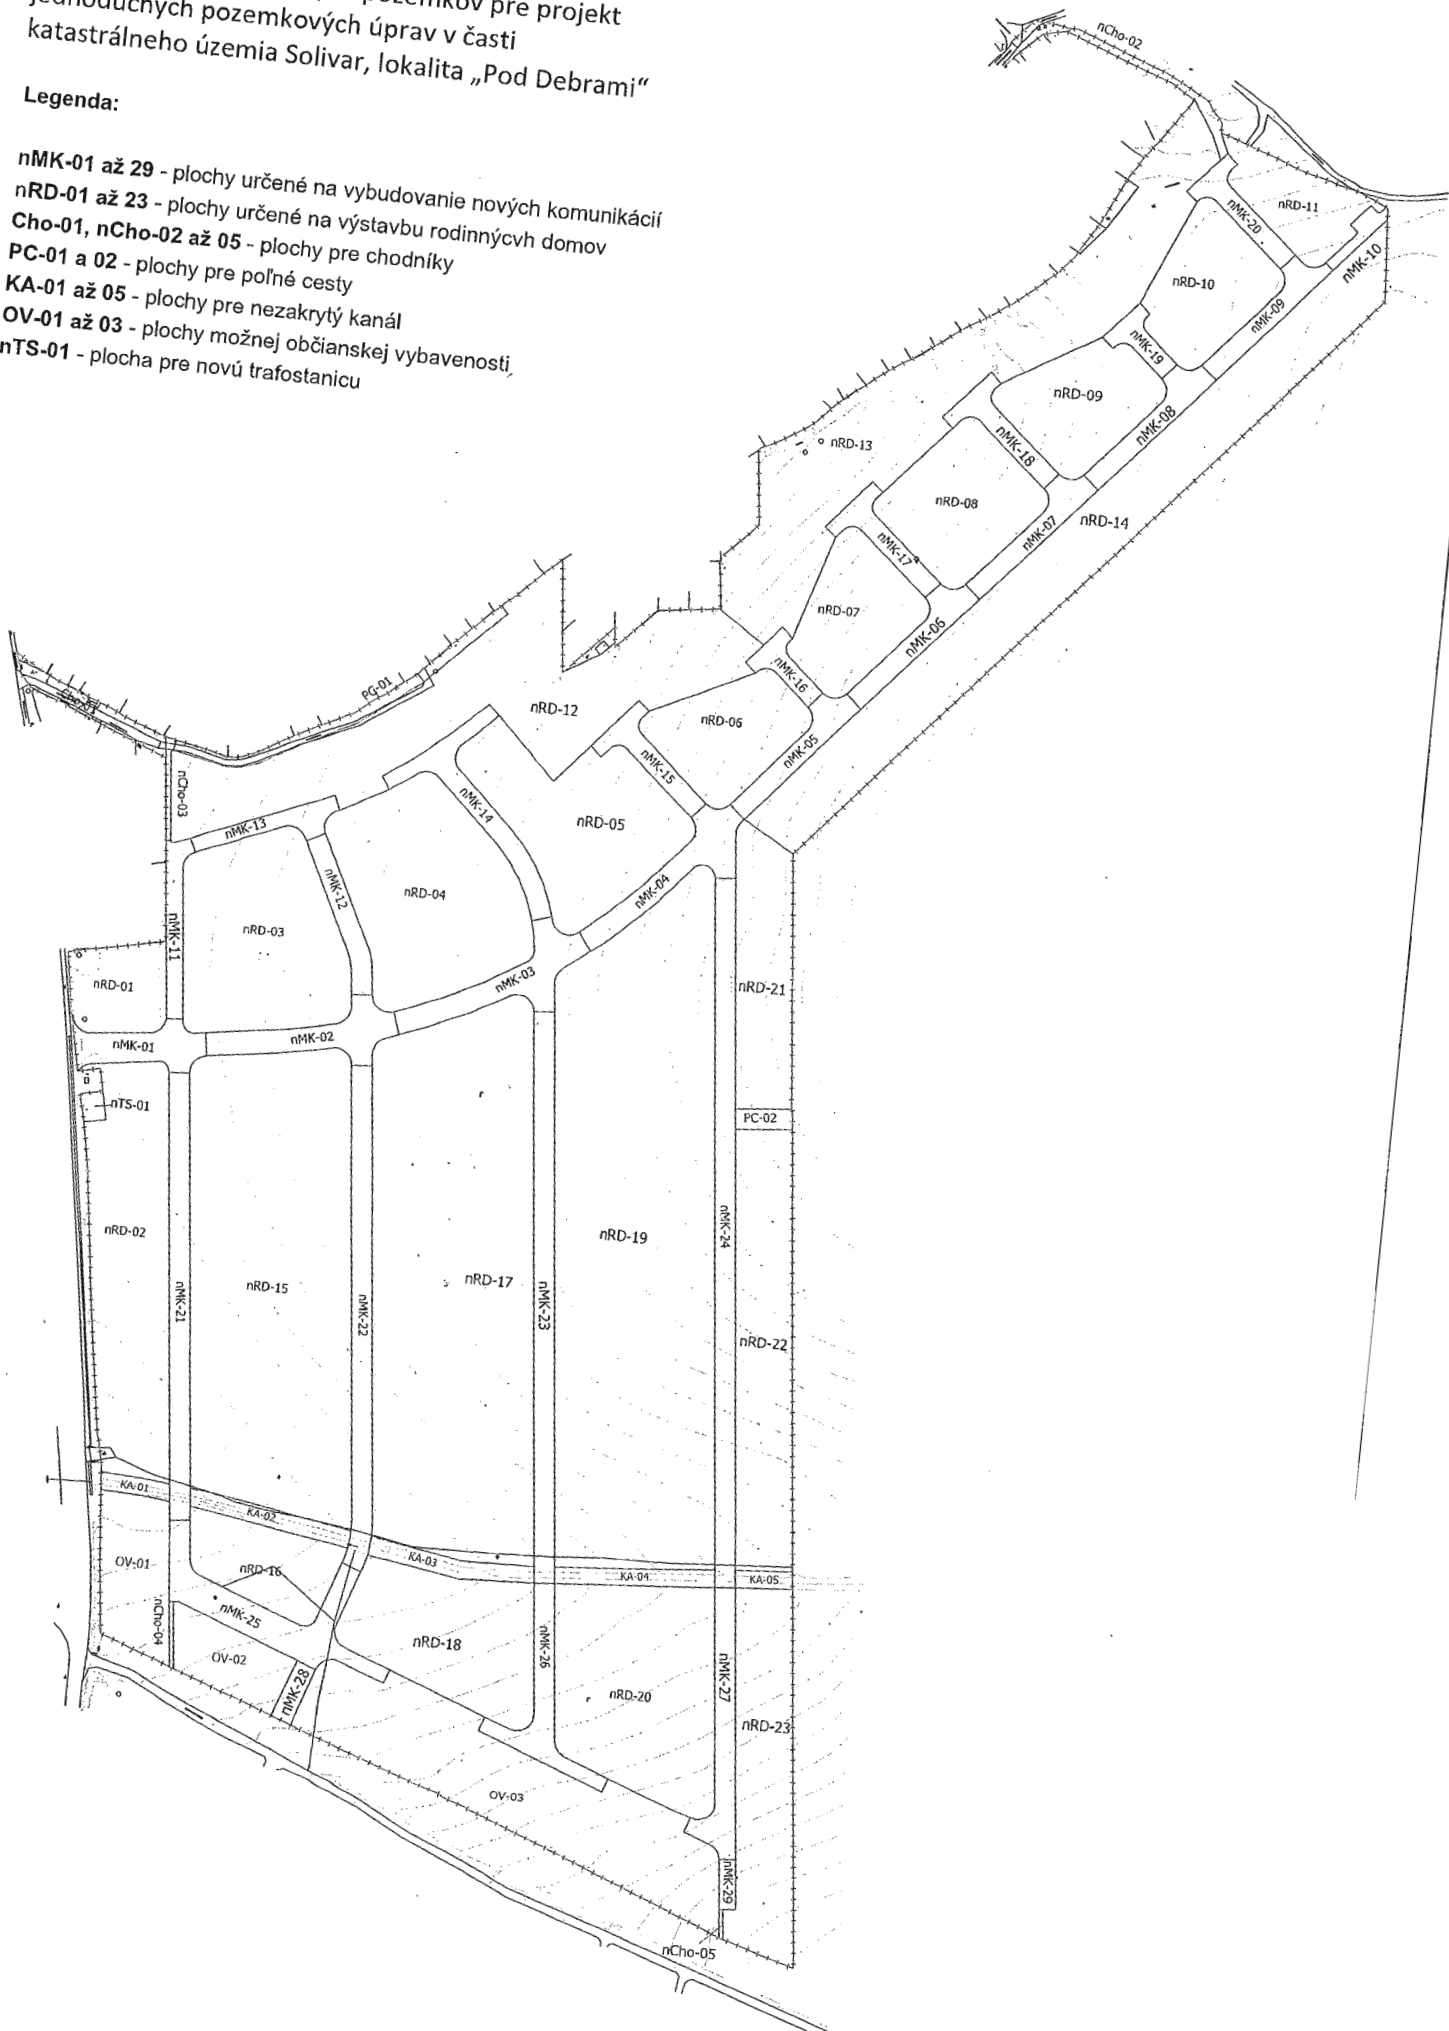 pozemkov pre projekt
jednoduchých pozemkových úprav v časti
katastrálneho územia Solivar, lokalita „Pod Debrami“
Legenda:
nMK-01 až 29 - plochy určené na vybudovanie nových komunikácií
nRD-01 až 23 - plochy určené na výstavbu rodinnýcvh domov
Cho-01, nCho-02 až 05 - plochy pre chodníky
PC-01 a 02 - plochy pre poľné cesty
KA-01 až 05 - plochy pre nezakrytý kanál
OV-01 až 03 - plochy možnej občianskej vybavenosti
nTS-01 - plocha pre novú trafostanicu
nCho-02
nRD-11
nMK-20
nMK-10
nRD-10
nMK-09
nMK-19
nRD-09
nMK-08
nMK-18
nRD-13
nRD-08
nMK-07
nRD-14
nMK-17
nRD-07
nMK-06
nMK-16
PC-01
Cho-01
nRD-12
nRD-06
nMK-05
nMK-15
nCho-03
nMK-14
nMK-13
nRD-05
nMK-12
nRD-04
nMK-04
nMK-11
nRD-03
nMK-03
nRD-01
nRD-21
nMK-01
nMK-02
nTS-01
PC-02
nRD-02
nMK-24
nRD-19
nRD-15
nRD-17
nMK-21
nMK-22
nMK-23
nRD-22
KA-01
KA-02
KA-03
KA-04
KA-05
OV-01
nRD-16
nCho-04
nMK-25
nRD-18
nMK-26
OV-02
nMK-28
nMK-27
nRD-20
nRD-23
OV-03
nMK-29
nCho-05